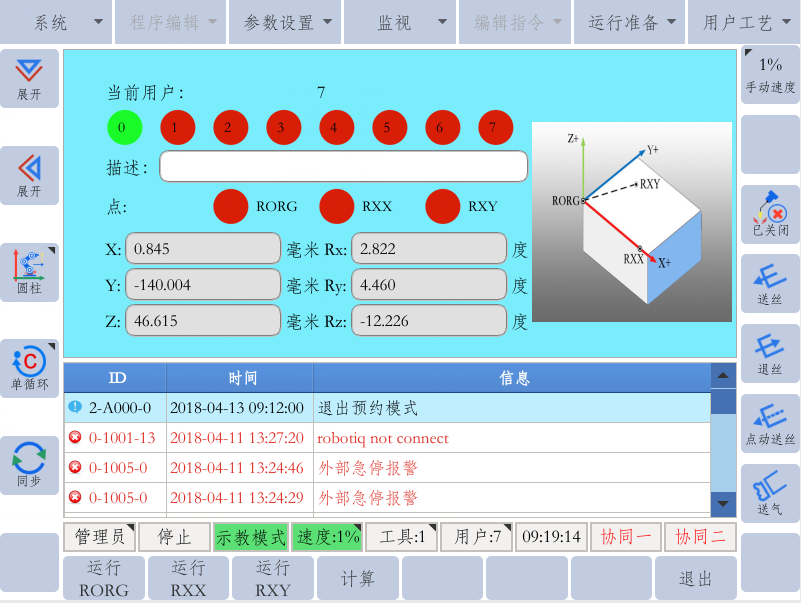 系统 程序编辑 参数设置 监视 编辑指令 运行准备 用户工艺
展开
展开
圆柱
单循环
同步
当前用户: 7
0 1 2 3 4 5 6 7
描述:
点: RORG RXX RXY
X: 0.845 毫米 Rx: 2.822 度
Y: -140.004 毫米 Ry: 4.460 度
Z: 46.615 毫米 Rz: -12.226 度
Z+
Y+
RXY
RORG
RXX
X+
1%
手动速度
已关闭
送丝
退丝
点动送丝
送气
ID 时间 信息
2-A000-0 2018-04-13 09:12:00 退出预约模式
0-1001-13 2018-04-11 13:27:20 robotiq not connect
0-1005-0 2018-04-11 13:24:46 外部急停报警
0-1005-0 2018-04-11 13:24:29 外部急停报警
管理员 停止 示教模式 速度:1% 工具:1 用户:7 09:19:14 协同一 协同二
运行 RORG
运行 RXX
运行 RXY
计算
退出